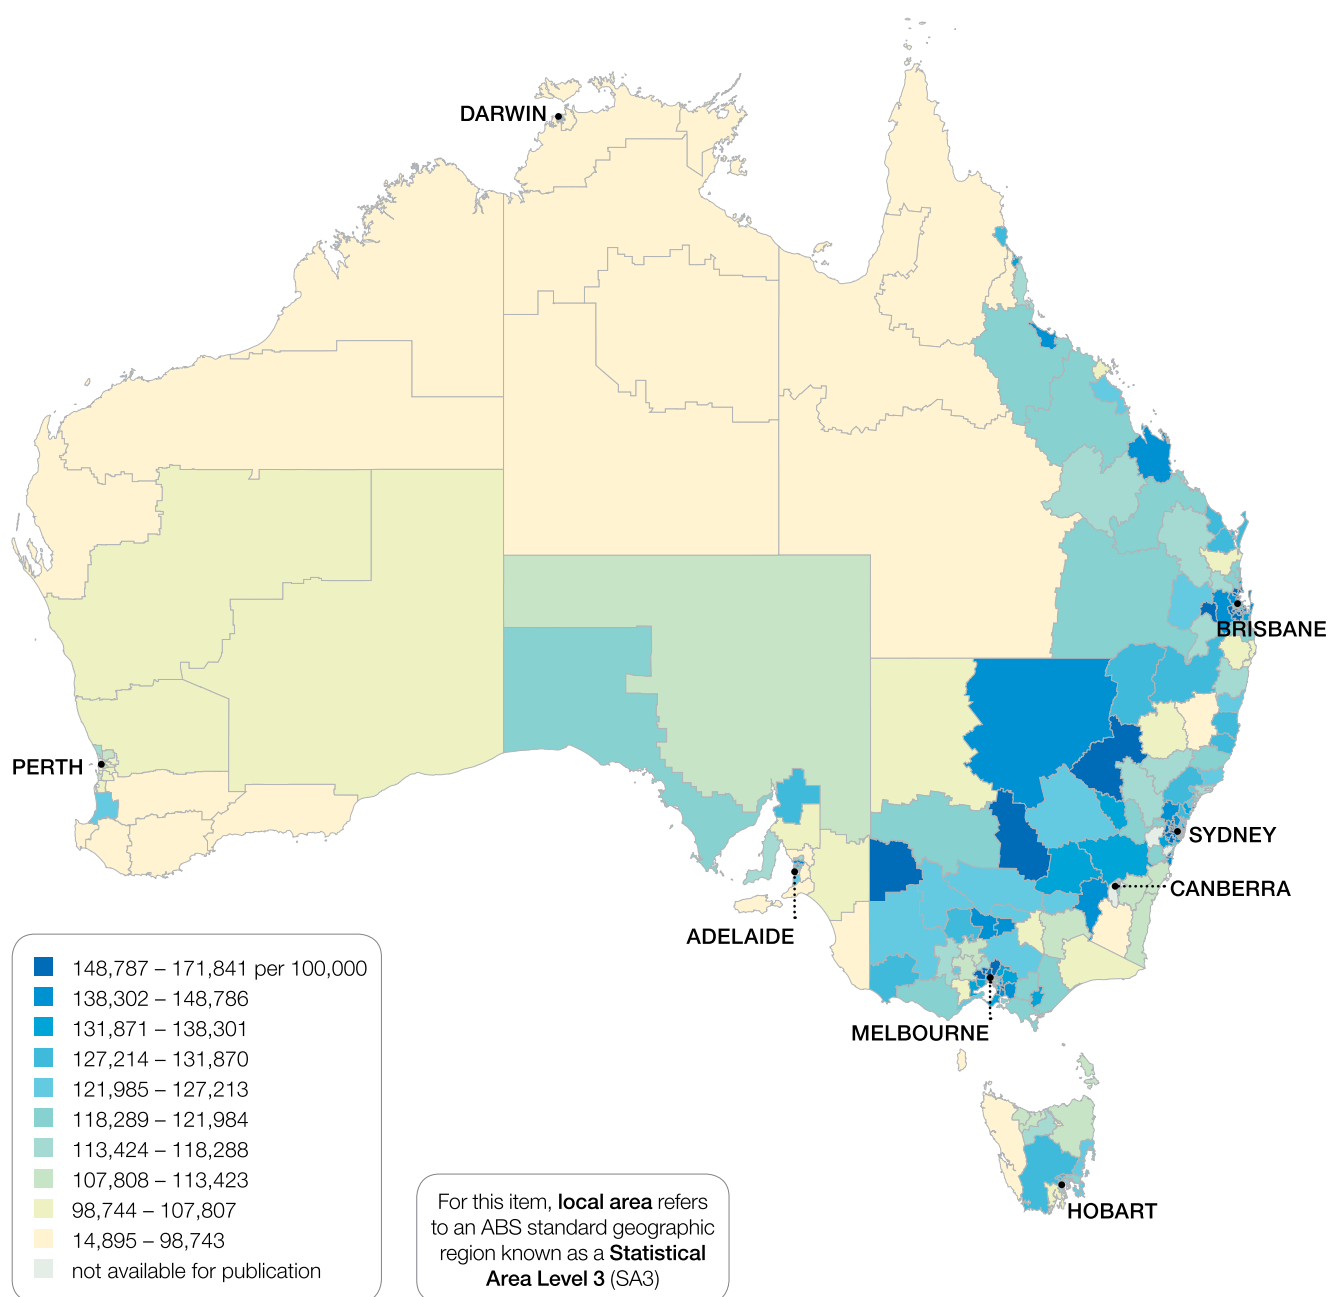 DARWIN
BRISBANE
PERTH
SYDNEY
CANBERRA
ADELAIDE
MELBOURNE
HOBART
148,787 – 171,841 per 100,000
138,302 – 148,786
131,871 – 138,301
127,214 – 131,870
121,985 – 127,213
118,289 – 121,984
113,424 – 118,288
107,808 – 113,423
98,744 – 107,807
14,895 – 98,743
not available for publication
For this item, local area refers
to an ABS standard geographic
region known as a Statistical
Area Level 3 (SA3)